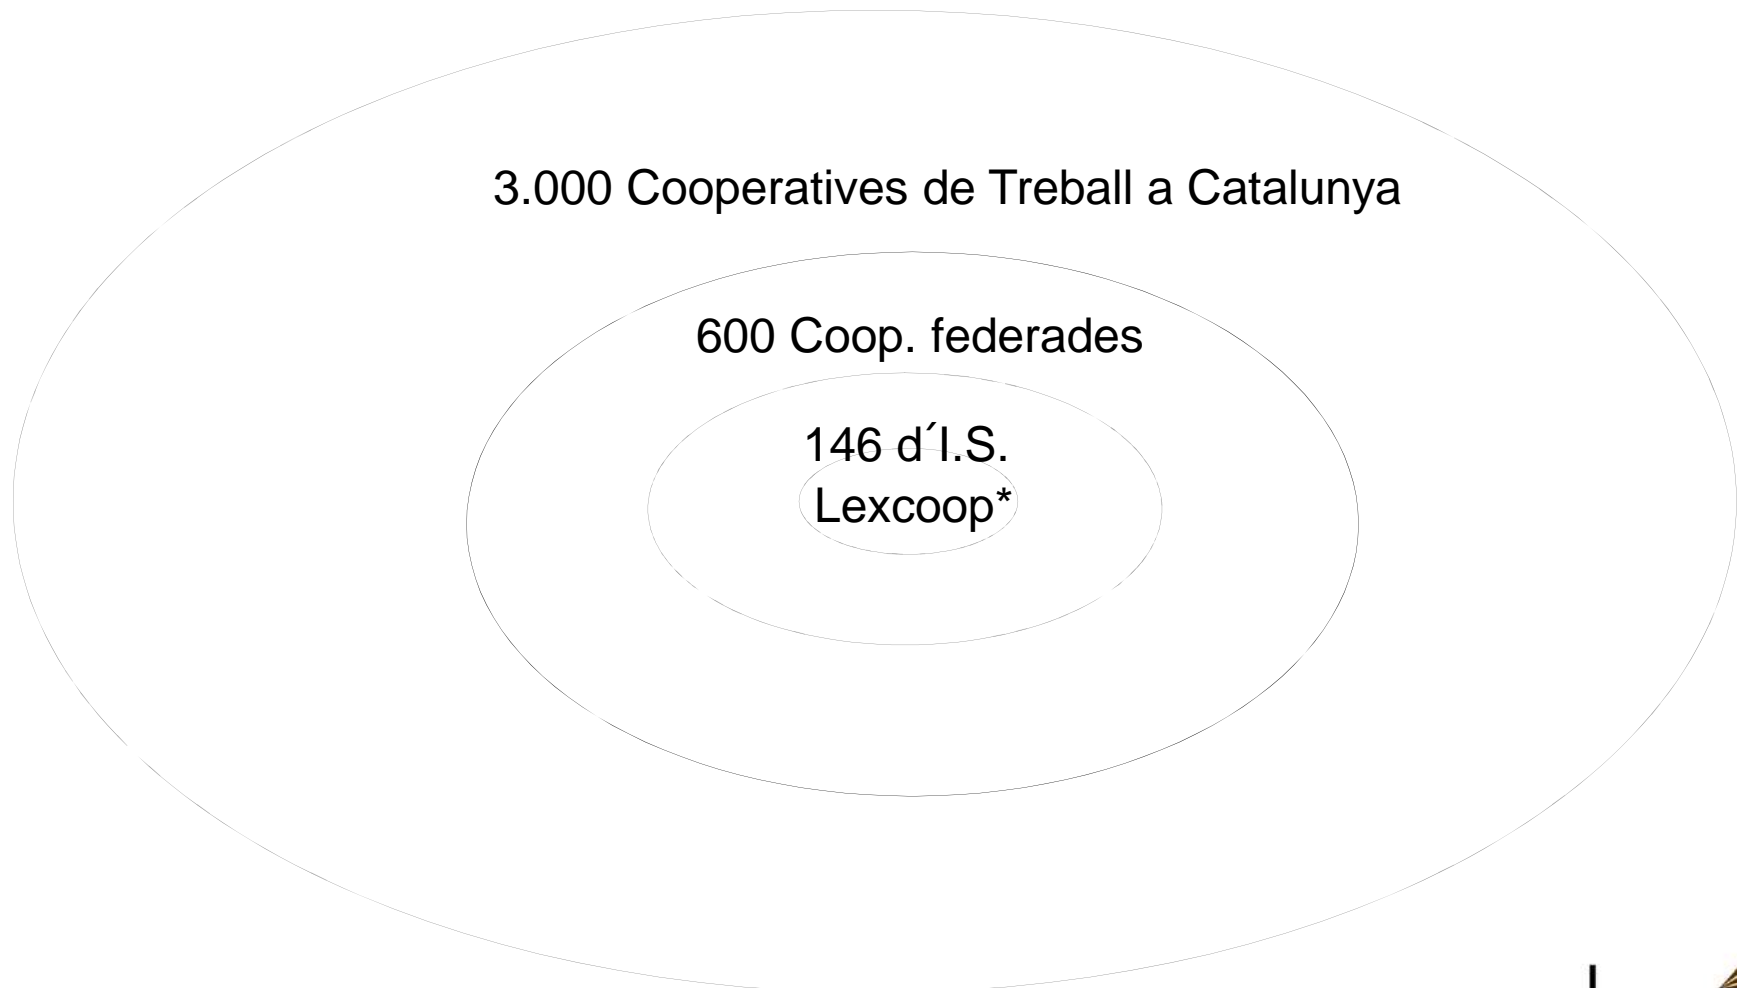 3.000 Cooperatives de Treball a Catalunya
600 Coop. federades
146 d´I.S.
Lexcoop*